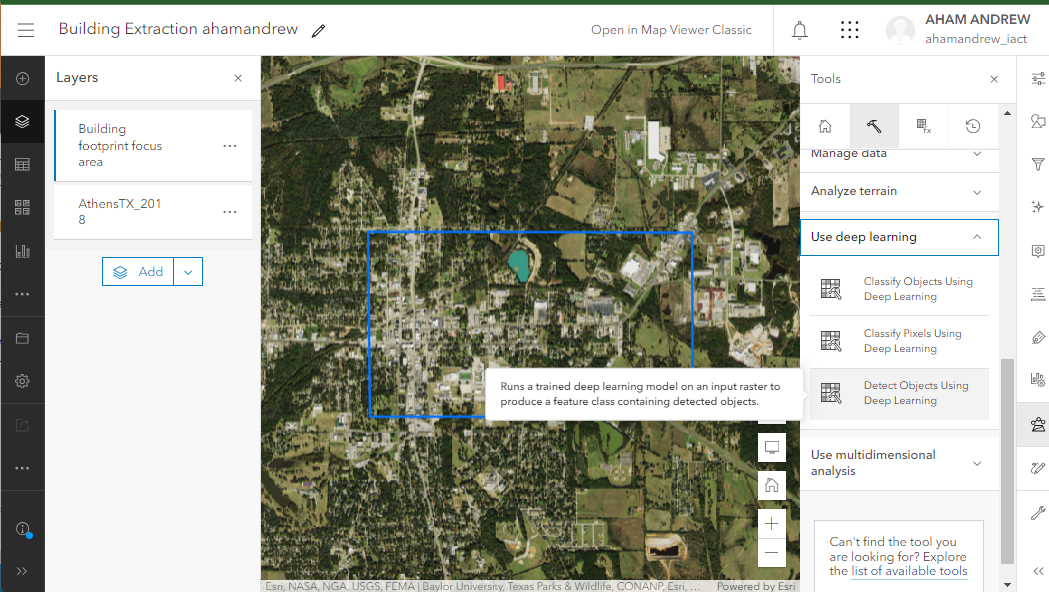 Building Extraction ahamandrew
Open in Map Viewer Classic
AHAM ANDREW
ahamandrew_iact
Layers
Building
footprint focus
area
AthensTX_201
8
Add
Tools
Manage data
Analyze terrain
Use deep learning
Classify Objects Using
Deep Learning
Classify Pixels Using
Deep Learning
Detect Objects Using
Deep Learning
Runs a trained deep learning model on an input raster to
produce a feature class containing detected objects.
Use multidimensional
analysis
Can't find the tool you
are looking for? Explore
the list of available tools
Esri, NASA, NGA, USGS, FEMA | Baylor University, Texas Parks & Wildlife, CONANP, Esri, ...
Powered by Esri